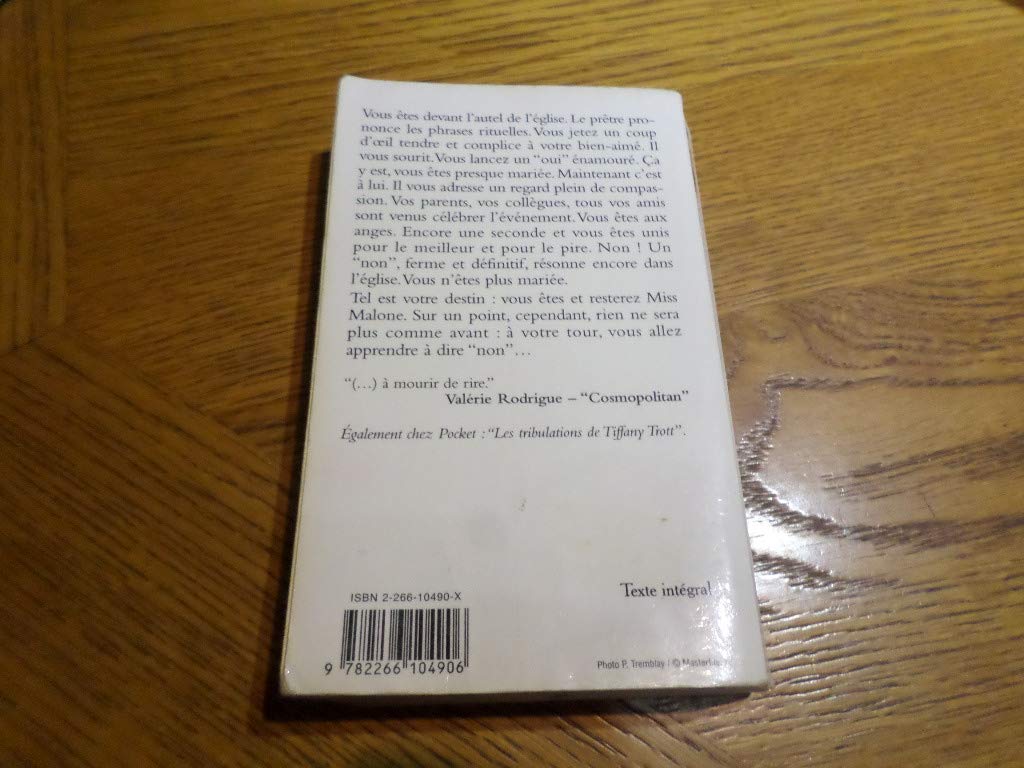 Vous êtes devant l'autel de l'église. Le prêtre pro-
nonce les phrases rituelles. Vous jetez un coup
d'œil tendre et complice à votre bien-aimé. Il
vous sourit. Vous lancez un "oui" énamouré. Ça
y est, vous êtes presque mariée. Maintenant c'est
à lui. Il vous adresse un regard plein de compas-
sion. Vos parents, vos collègues, tous vos amis
sont venus célébrer l'événement. Vous êtes aux
anges. Encore une seconde et vous êtes unis
pour le meilleur et pour le pire. Non ! Un
"non", ferme et définitif, résonne encore dans
l'église. Vous n'êtes plus mariée.
Tel est votre destin : vous êtes et resterez Miss
Malone. Sur un point, cependant, rien ne sera
plus comme avant : à votre tour, vous allez
apprendre à dire "non"...
"(...) à mourir de rire."
Valérie Rodrigue – "Cosmopolitan"
Également chez Pocket : "Les tribulations de Tiffany Trott".
Texte intégral
ISBN 2-266-10490-X
9 782266 104906
Photo P. Tremblay / ©